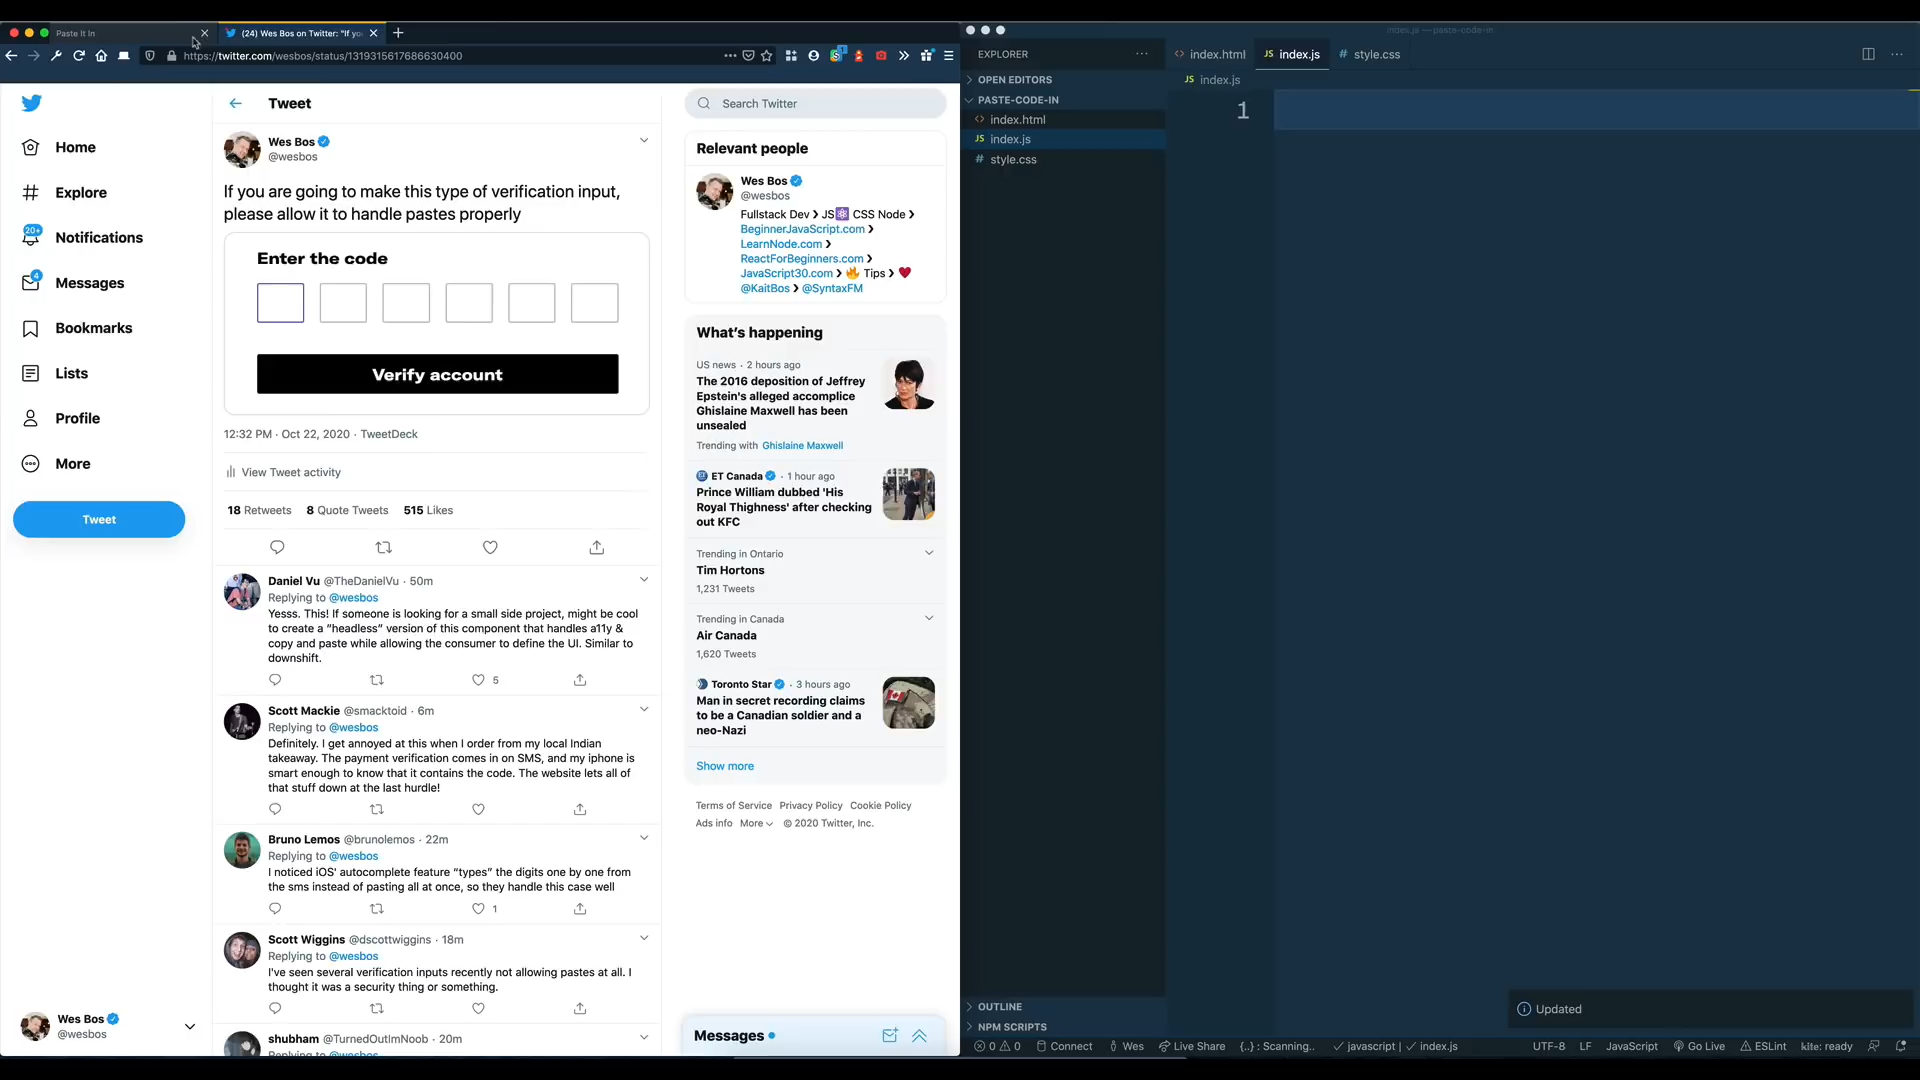 Paste It In
(24) Wes Bos on Twitter: "If yo
https://twitter.com/wesbos/status/1319315617686630400
Home
Explore
20+
Notifications
4
Messages
Bookmarks
Lists
Profile
More
Tweet
Wes Bos
@wesbos
Tweet
Wes Bos
@wesbos
If you are going to make this type of verification input,
please allow it to handle pastes properly
Enter the code
Verify account
12:32 PM · Oct 22, 2020 · TweetDeck
View Tweet activity
18 Retweets 8 Quote Tweets 515 Likes
Daniel Vu @TheDanielVu · 50m
Replying to @wesbos
Yesss. This! If someone is looking for a small side project, might be cool
to create a “headless” version of this component that handles a11y &
copy and paste while allowing the consumer to define the UI. Similar to
downshift.
5
Scott Mackie @smacktoid · 6m
Replying to @wesbos
Definitely. I get annoyed at this when I order from my local Indian
takeaway. The payment verification comes in on SMS, and my iphone is
smart enough to know that it contains the code. The website lets all of
that stuff down at the last hurdle!
Bruno Lemos @brunolemos · 22m
Replying to @wesbos
I noticed iOS' autocomplete feature “types” the digits one by one from
the sms instead of pasting all at once, so they handle this case well
1
Scott Wiggins @dscottwiggins · 18m
Replying to @wesbos
I've seen several verification inputs recently not allowing pastes at all. I
thought it was a security thing or something.
shubham @TurnedOutImNoob · 20m
Replying to @wesbos
Search Twitter
Relevant people
Wes Bos
@wesbos
Fullstack Dev ❯ JS⚛ CSS Node ❯
BeginnerJavaScript.com ❯
LearnNode.com ❯
ReactForBeginners.com ❯
JavaScript30.com ❯ 🔥 Tips ❯ ♥
@KaitBos ❯ @SyntaxFM
What's happening
US news · 2 hours ago
The 2016 deposition of Jeffrey
Epstein's alleged accomplice
Ghislaine Maxwell has been
unsealed
Trending with Ghislaine Maxwell
ET Canada · 1 hour ago
Prince William dubbed 'His
Royal Thighness' after checking
out KFC
Trending in Ontario
Tim Hortons
1,231 Tweets
Trending in Canada
Air Canada
1,620 Tweets
Toronto Star · 3 hours ago
Man in secret recording claims
to be a Canadian soldier and a
neo-Nazi
Show more
Terms of Service Privacy Policy Cookie Policy
Ads info More © 2020 Twitter, Inc.
Messages
index.js — paste-code-in
EXPLORER
OPEN EDITORS
PASTE-CODE-IN
<> index.html
JS index.js
# style.css
OUTLINE
NPM SCRIPTS
<> index.html JS index.js # style.css
JS index.js
1
Updated
0 0 Connect Wes Live Share {..} : Scanning.. ✓ javascript | ✓ index.js UTF-8 LF JavaScript Go Live ESLint kite: ready